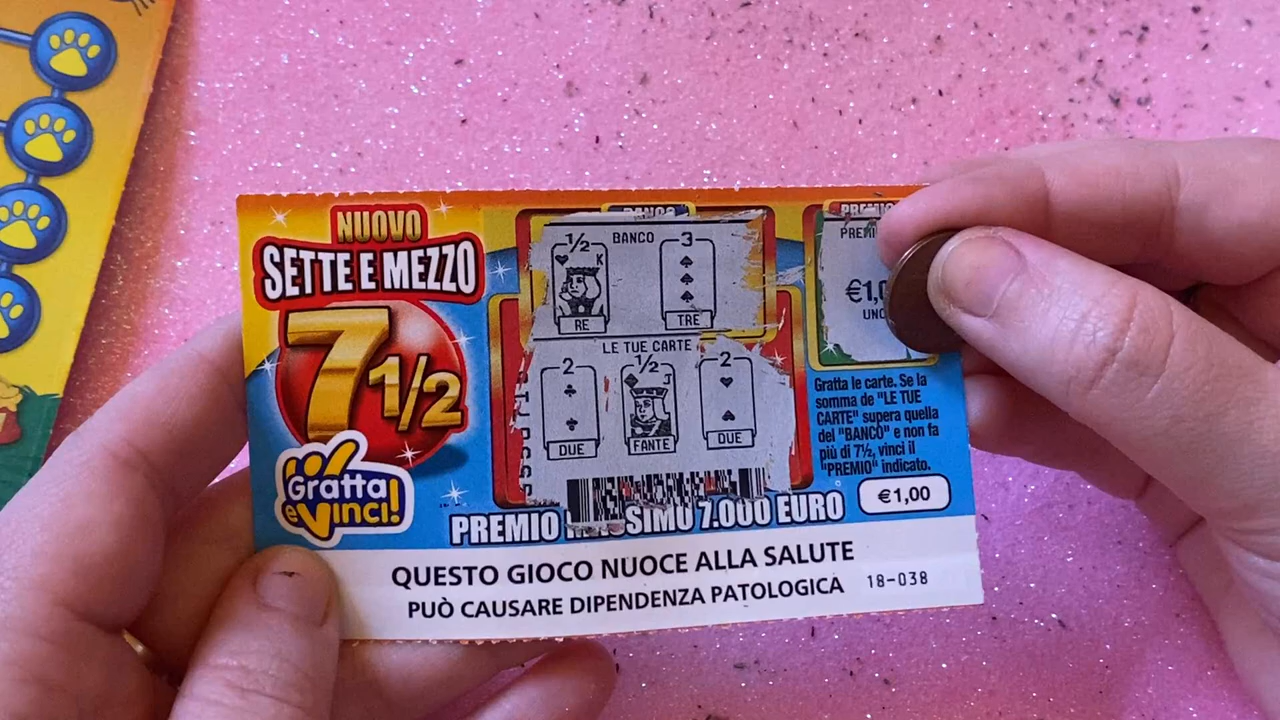 NUOVO
SETTE E MEZZO
7 1/2
Gratta
e Vinci!
BANCO
BANCO
½
K
RE
3
TRE
LE TUE CARTE
2
DUE
½
J
FANTE
2
DUE
PREMIO
Gratta le carte. Se la
somma de "LE TUE
CARTE" supera quella
del "BANCO" e non fa
più di 7½, vinci il
"PREMIO" indicato.
€1,00
PREMIO 7.000 EURO
QUESTO GIOCO NUOCE ALLA SALUTE
PUÒ CAUSARE DIPENDENZA PATOLOGICA
18-038